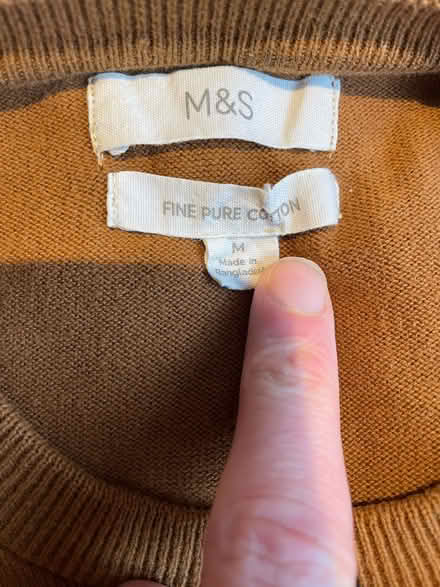 M&S
FINE PURE COTTON
M
Made in
Bangladesh